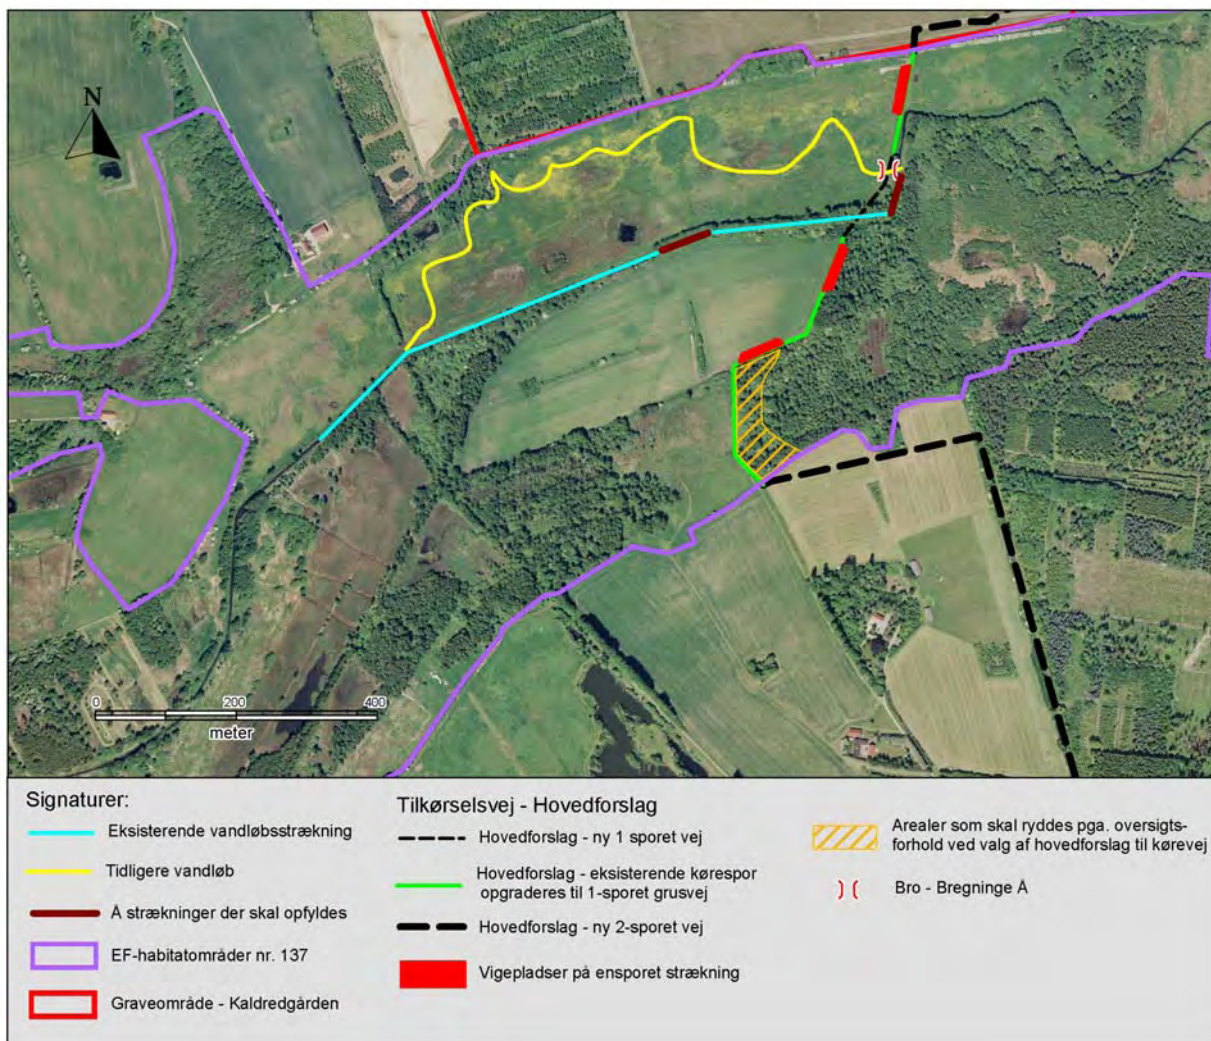 N
0 200 400
meter
Signaturer:
Eksisterende vandløbsstrækning
Tidligere vandløb
Å strækninger der skal opfyldes
EF-habitatområder nr. 137
Graveområde - Kaldredgården
Tilkørselsvej - Hovedforslag
Hovedforslag - ny 1 sporet vej
Hovedforslag - eksisterende kørespor
opgraderes til 1-sporet grusvej
Hovedforslag - ny 2-sporet vej
Vigepladser på ensporet strækning
Arealer som skal ryddes pga. oversigts-
forhold ved valg af hovedforslag til kørevej
Bro - Bregninge Å